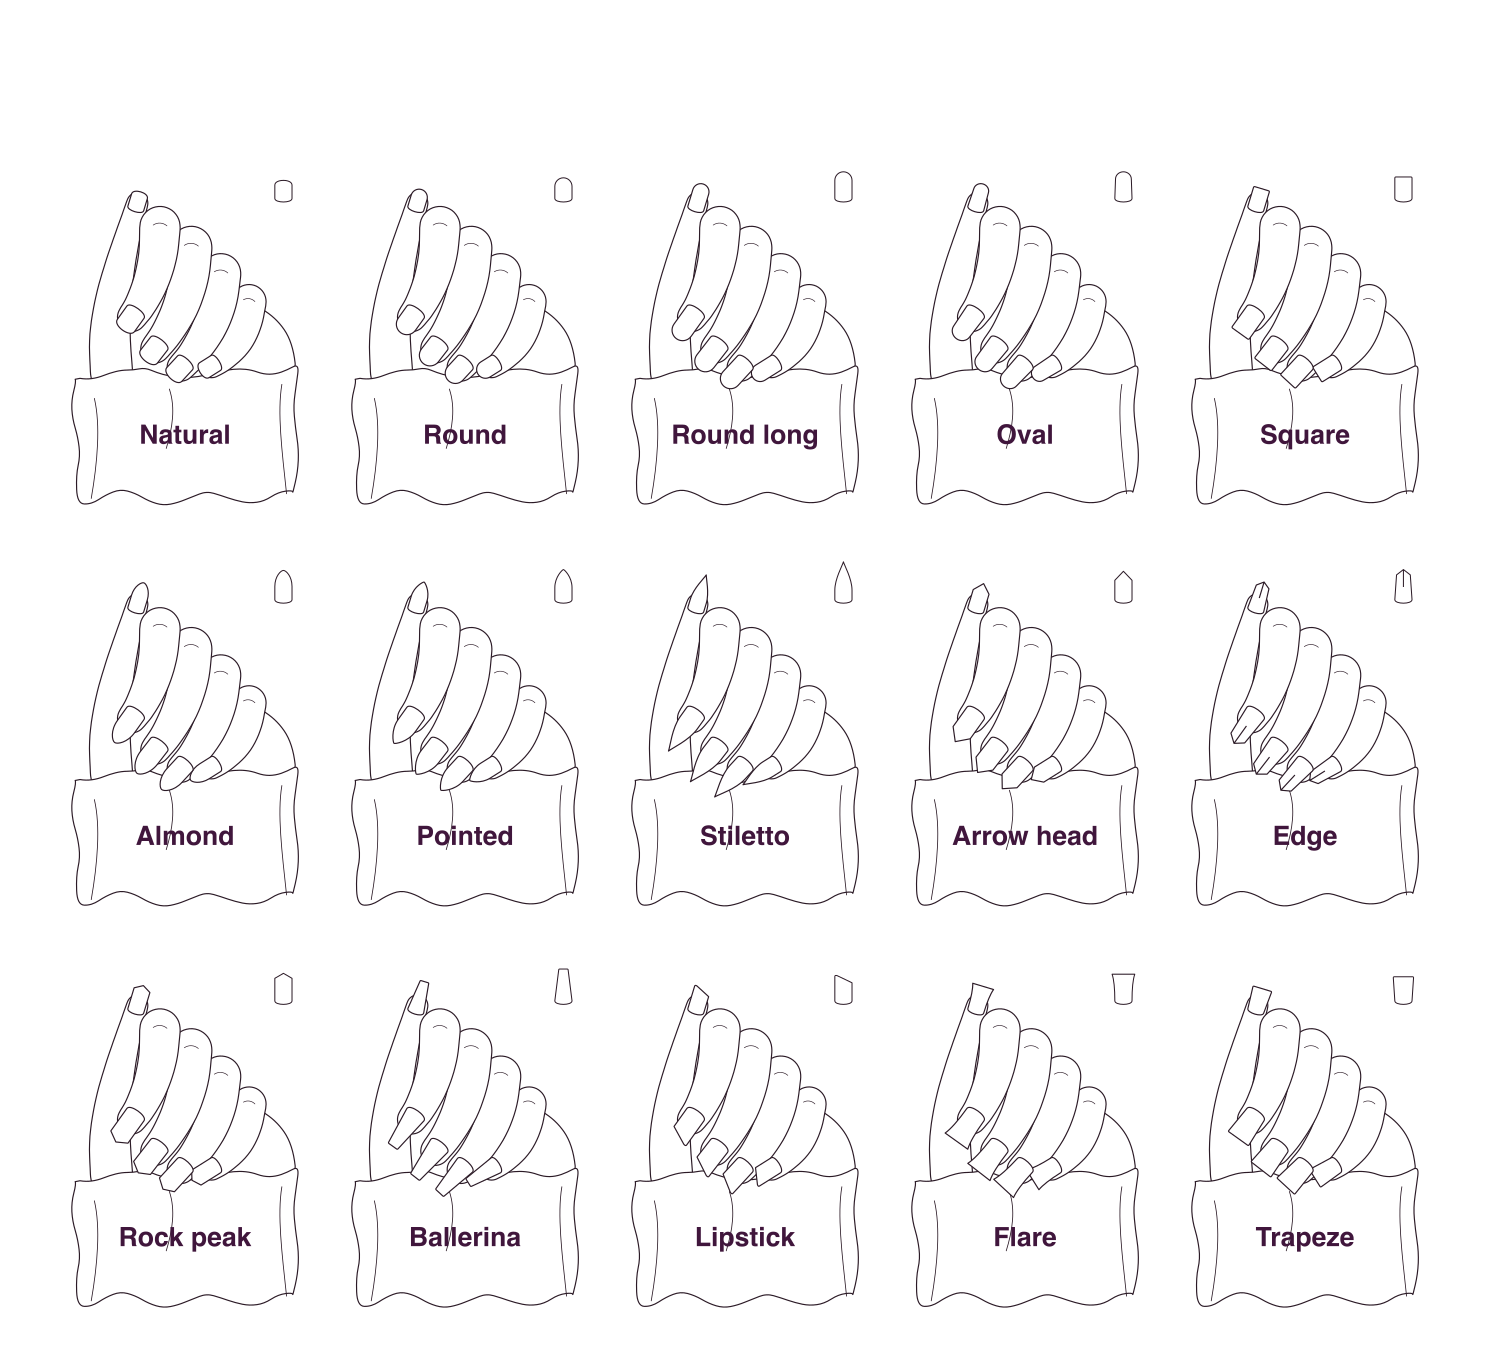 Natural
Round
Round long
Oval
Square
Almond
Pointed
Stiletto
Arrow head
Edge
Rock peak
Ballerina
Lipstick
Flare
Trapeze